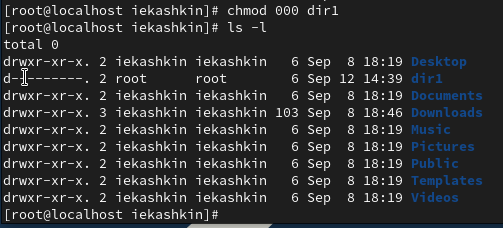 [root@localhost iekashkin]# chmod 000 dir1
[root@localhost iekashkin]# ls -l
total 0
drwxr-xr-x. 2 iekashkin iekashkin   6 Sep  8 18:19 Desktop
d---------. 2 root      root        6 Sep 12 14:39 dir1
drwxr-xr-x. 2 iekashkin iekashkin   6 Sep  8 18:19 Documents
drwxr-xr-x. 3 iekashkin iekashkin 103 Sep  8 18:46 Downloads
drwxr-xr-x. 2 iekashkin iekashkin   6 Sep  8 18:19 Music
drwxr-xr-x. 2 iekashkin iekashkin   6 Sep  8 18:19 Pictures
drwxr-xr-x. 2 iekashkin iekashkin   6 Sep  8 18:19 Public
drwxr-xr-x. 2 iekashkin iekashkin   6 Sep  8 18:19 Templates
drwxr-xr-x. 2 iekashkin iekashkin   6 Sep  8 18:19 Videos
[root@localhost iekashkin]#